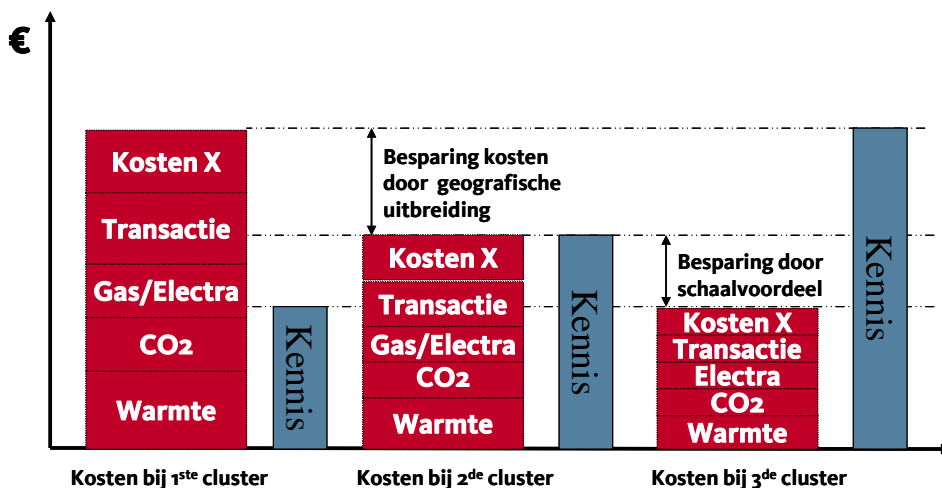 €
Kosten X
Transactie
Gas/Electra
CO2
Warmte
Kennis
Besparing kosten
door geografische
uitbreiding
Kosten X
Transactie
Gas/Electra
CO2
Warmte
Kennis
Besparing door
schaalvoordeel
Kosten X
Transactie
Electra
CO2
Warmte
Kennis
Kosten bij 1ste cluster
Kosten bij 2de cluster
Kosten bij 3de cluster